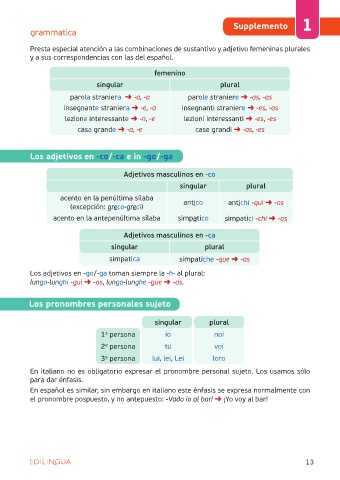 grammatica
Supplemento 1
Presta especial atención a las combinaciones de sustantivo y adjetivo femeninas plurales
y a sus correspondencias con las del español.
femenino
singular plural
parola straniera ➜ -a, -a parole straniere ➜ -as, -as
insegnante straniera ➜ -e, -a insegnanti straniere ➜ -es, -as
lezione interessante ➜ -n, -e lezioni interessanti ➜ -es, -es
casa grande ➜ -a, -e case grandi ➜ -as, -es
Los adjetivos en -co/-ca e in -go/-ga
Adjetivos masculinos en -co
singular plural
acento en la penúltima sílaba
(excepción: greco-greci) antico antichi -qui ➜ -os
acento en la antepenúltima sílaba simpatico simpatici -chi ➜ -os
Adjetivos masculinos en -ca
singular plural
simpatica simpatiche -que ➜ -as
Los adjetivos en -go/-ga toman siempre la -h- al plural:
lungo-lunghi -gui ➜ -os, lunga-lunghe -gue ➜ -as.
Los pronombres personales sujeto
singular plural
1ª persona io noi
2ª persona tu voi
3ª persona lui, lei, Lei loro
En italiano no es obligatorio expresar el pronombre personal sujeto. Los usamos sólo
para dar énfasis.
En español es similar, sin embargo en italiano este énfasis se expresa normalmente con
el pronombre pospuesto, y no antepuesto: -Vado io al bar! ➜ ¡Yo voy al bar!
EDILINGUA
13